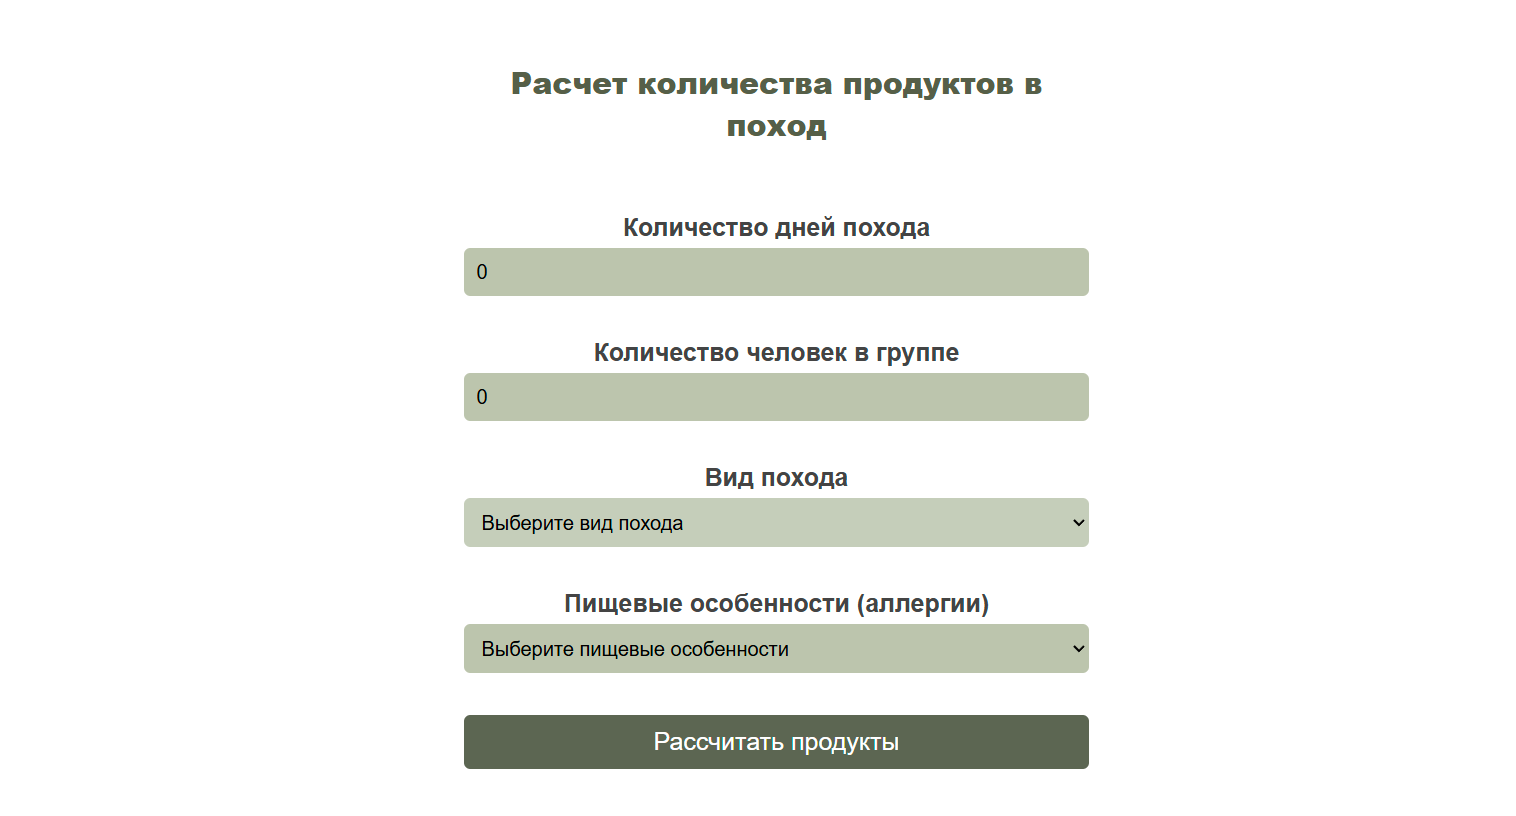 Расчет количества продуктов в
поход
Количество дней похода
0
Количество человек в группе
0
Вид похода
Выберите вид похода
Пищевые особенности (аллергии)
Выберите пищевые особенности
Рассчитать продукты